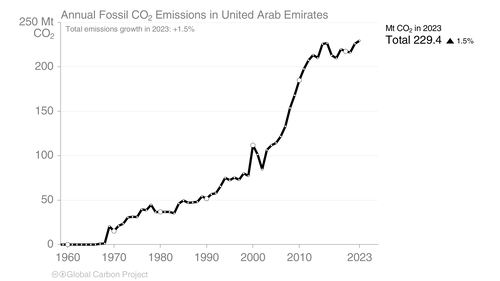 Annual Fossil CO₂ Emissions in United Arab Emirates
250 Mt
CO₂
Total emissions growth in 2023: +1.5%
Mt CO₂ in 2023
Total 229.4 ▲ 1.5%
200
150
100
50
0
1960 1970 1980 1990 2000 2010 2023
Global Carbon Project